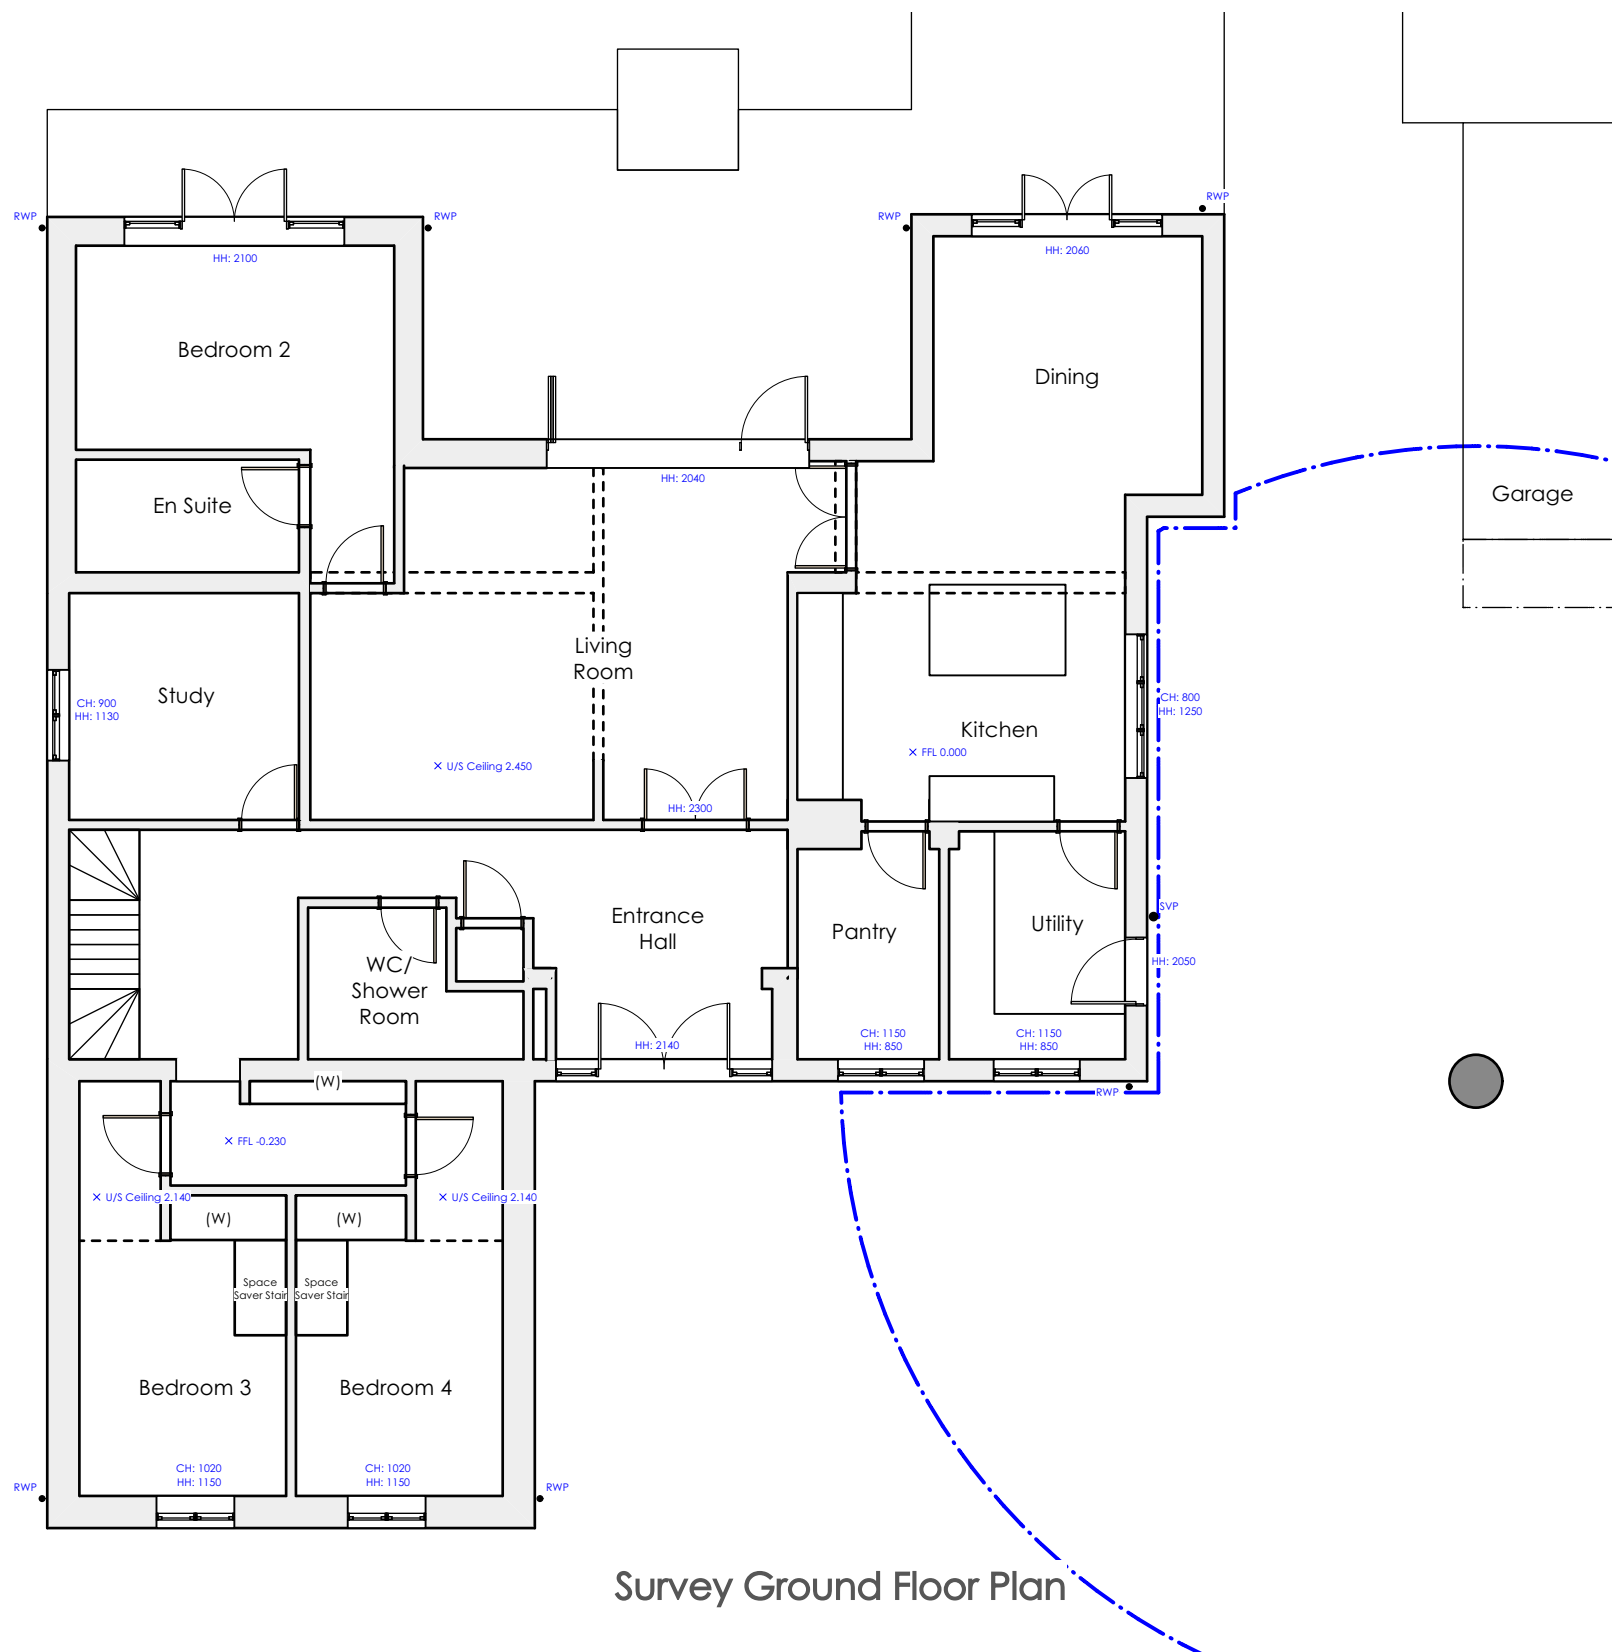 RWP
RWP
RWP
RWP
HH: 2100
HH: 2060
Bedroom 2
Dining
HH: 2040
En Suite
Garage
Living
Room
Study
CH: 900
HH: 1130
CH: 800
HH: 1250
Kitchen
FFL 0.000
U/S Ceiling 2.450
HH: 2300
SVP
Entrance
Hall
Pantry
Utility
HH: 2050
WC/
Shower
Room
HH: 2140
CH: 1150
HH: 850
CH: 1150
HH: 850
(W)
RWP
FFL -0.230
U/S Ceiling 2.140
U/S Ceiling 2.140
(W)
(W)
Space
Saver Stair
Space
Saver Stair
Bedroom 3
Bedroom 4
CH: 1020
HH: 1150
CH: 1020
HH: 1150
RWP
RWP
Survey Ground Floor Plan